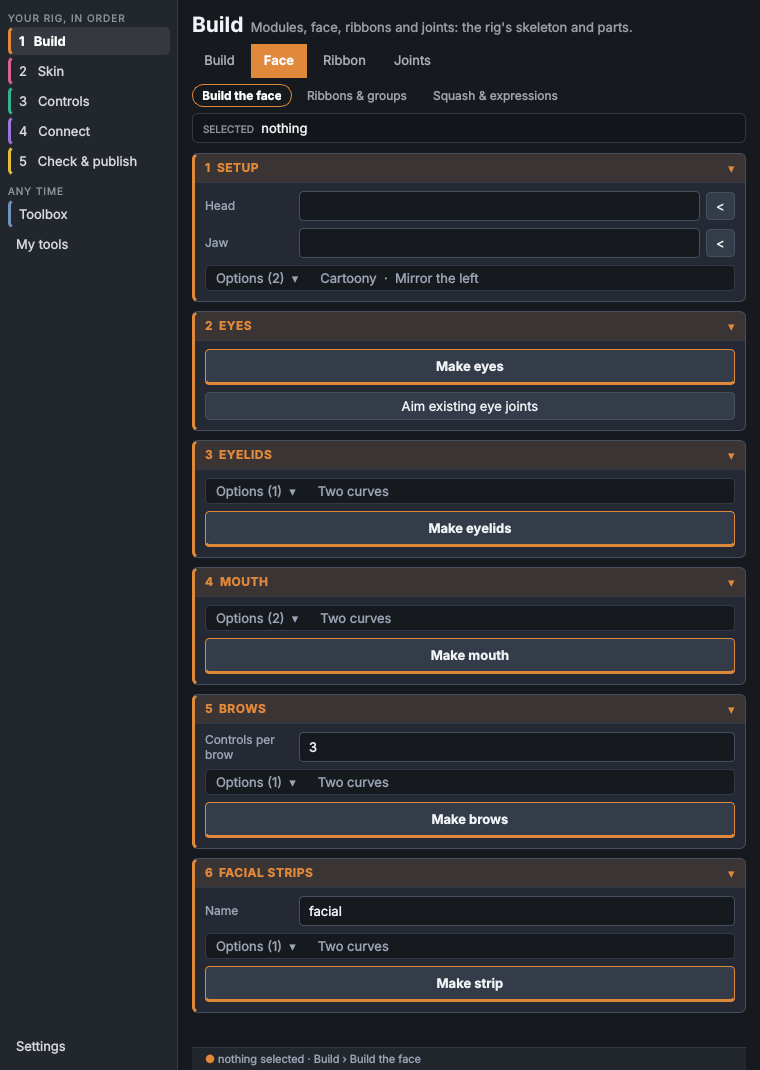 YOUR RIG, IN ORDER
1 Build
2 Skin
3 Controls
4 Connect
5 Check & publish
ANY TIME
Toolbox
My tools
Settings
Build Modules, face, ribbons and joints: the rig's skeleton and parts.
Build Face Ribbon Joints
Build the face Ribbons & groups Squash & expressions
SELECTED nothing
1 SETUP ▼
Head <
Jaw <
Options (2) ▼ Cartoony · Mirror the left
2 EYES ▼
Make eyes
Aim existing eye joints
3 EYELIDS ▼
Options (1) ▼ Two curves
Make eyelids
4 MOUTH ▼
Options (2) ▼ Two curves
Make mouth
5 BROWS ▼
Controls per
brow
3
Options (1) ▼ Two curves
Make brows
6 FACIAL STRIPS ▼
Name facial
Options (1) ▼ Two curves
Make strip
nothing selected · Build › Build the face